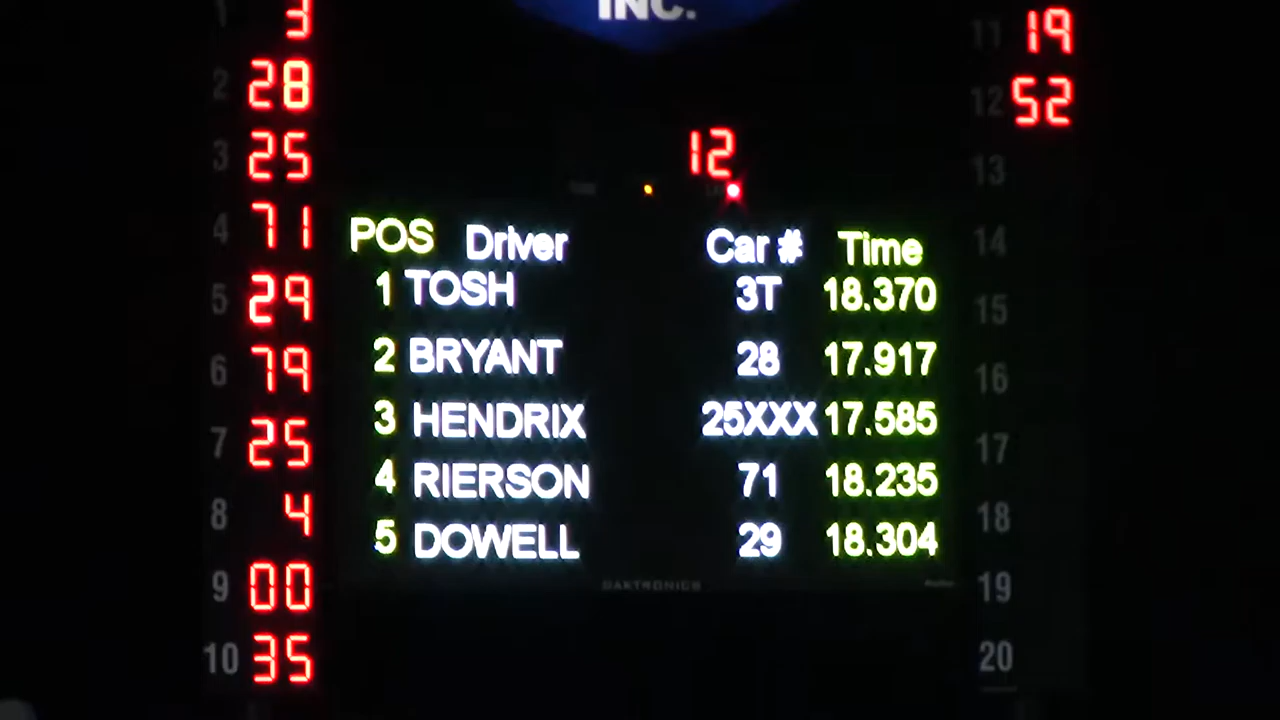 INC.
1 3
2 28
3 25
4 71
5 29
6 79
7 25
8 4
9 00
10 35
12
POS Driver Car # Time
1 TOSH 3T 18.370
2 BRYANT 28 17.917
3 HENDRIX 25XXX 17.585
4 RIERSON 71 18.235
5 DOWELL 29 18.304
DAKTRONICS
11 19
12 52
13
14
15
16
17
18
19
20